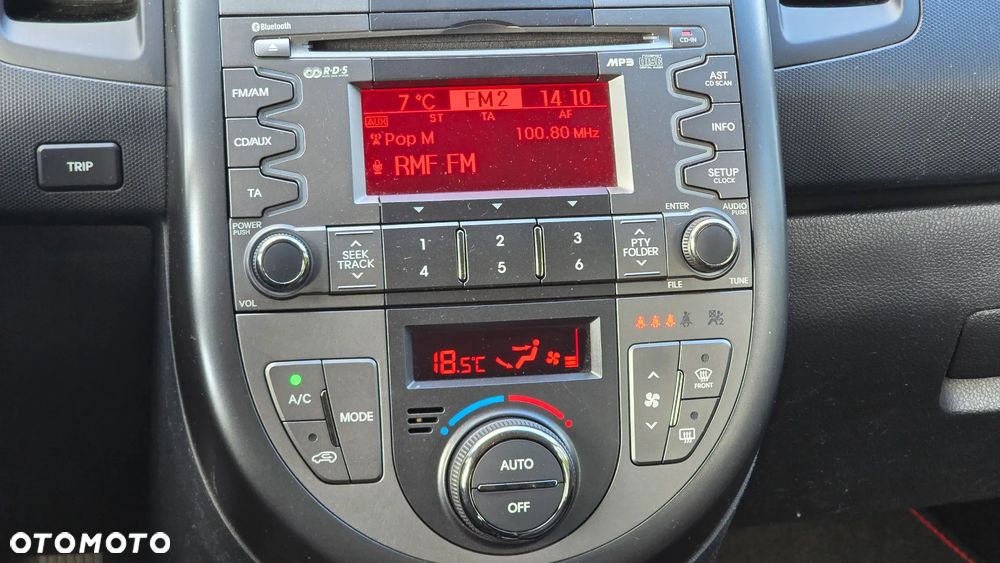 Bluetooth
CD-IN
R·D·S
MP3
FM/AM
CD/AUX
TA
TRIP
7 °C FM2 14:10
ST TA AF
AUX
Pop M 100.80 MHz
RMF FM
AST
CD SCAN
INFO
SETUP
CLOCK
POWER
PUSH
VOL
SEEK
TRACK
1 2 3
4 5 6
PTY
FOLDER
ENTER
AUDIO
PUSH
FILE
TUNE
18.5°C
A/C
MODE
AUTO
OFF
FRONT
2
OTOMOTO